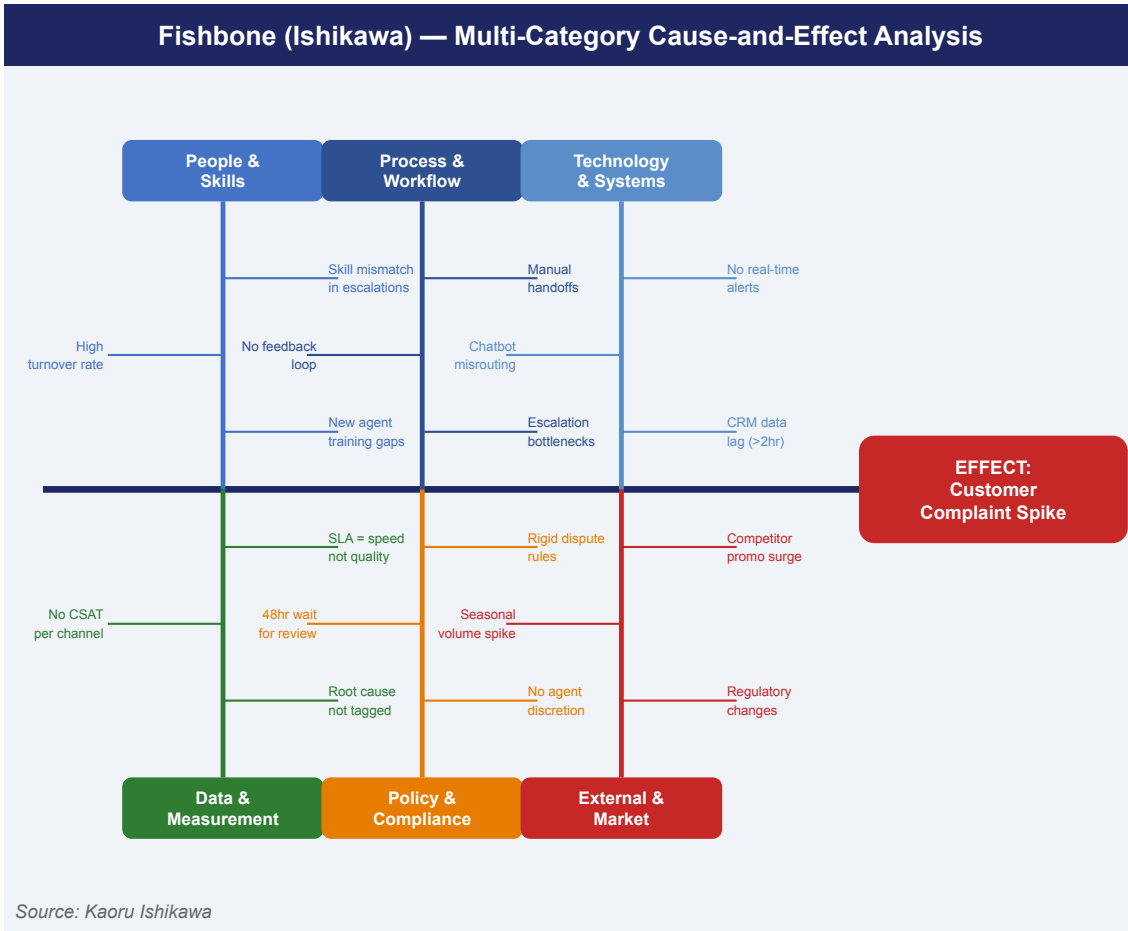 Fishbone (Ishikawa) — Multi-Category Cause-and-Effect Analysis
People &
Skills
Process &
Workflow
Technology
& Systems
Skill mismatch
in escalations
Manual
handoffs
No real-time
alerts
High
turnover rate
No feedback
loop
Chatbot
misrouting
New agent
training gaps
Escalation
bottlenecks
CRM data
lag (>2hr)
EFFECT:
Customer
Complaint Spike
SLA = speed
not quality
Rigid dispute
rules
Competitor
promo surge
No CSAT
per channel
48hr wait
for review
Seasonal
volume spike
Root cause
not tagged
No agent
discretion
Regulatory
changes
Data &
Measurement
Policy &
Compliance
External &
Market
Source: Kaoru Ishikawa